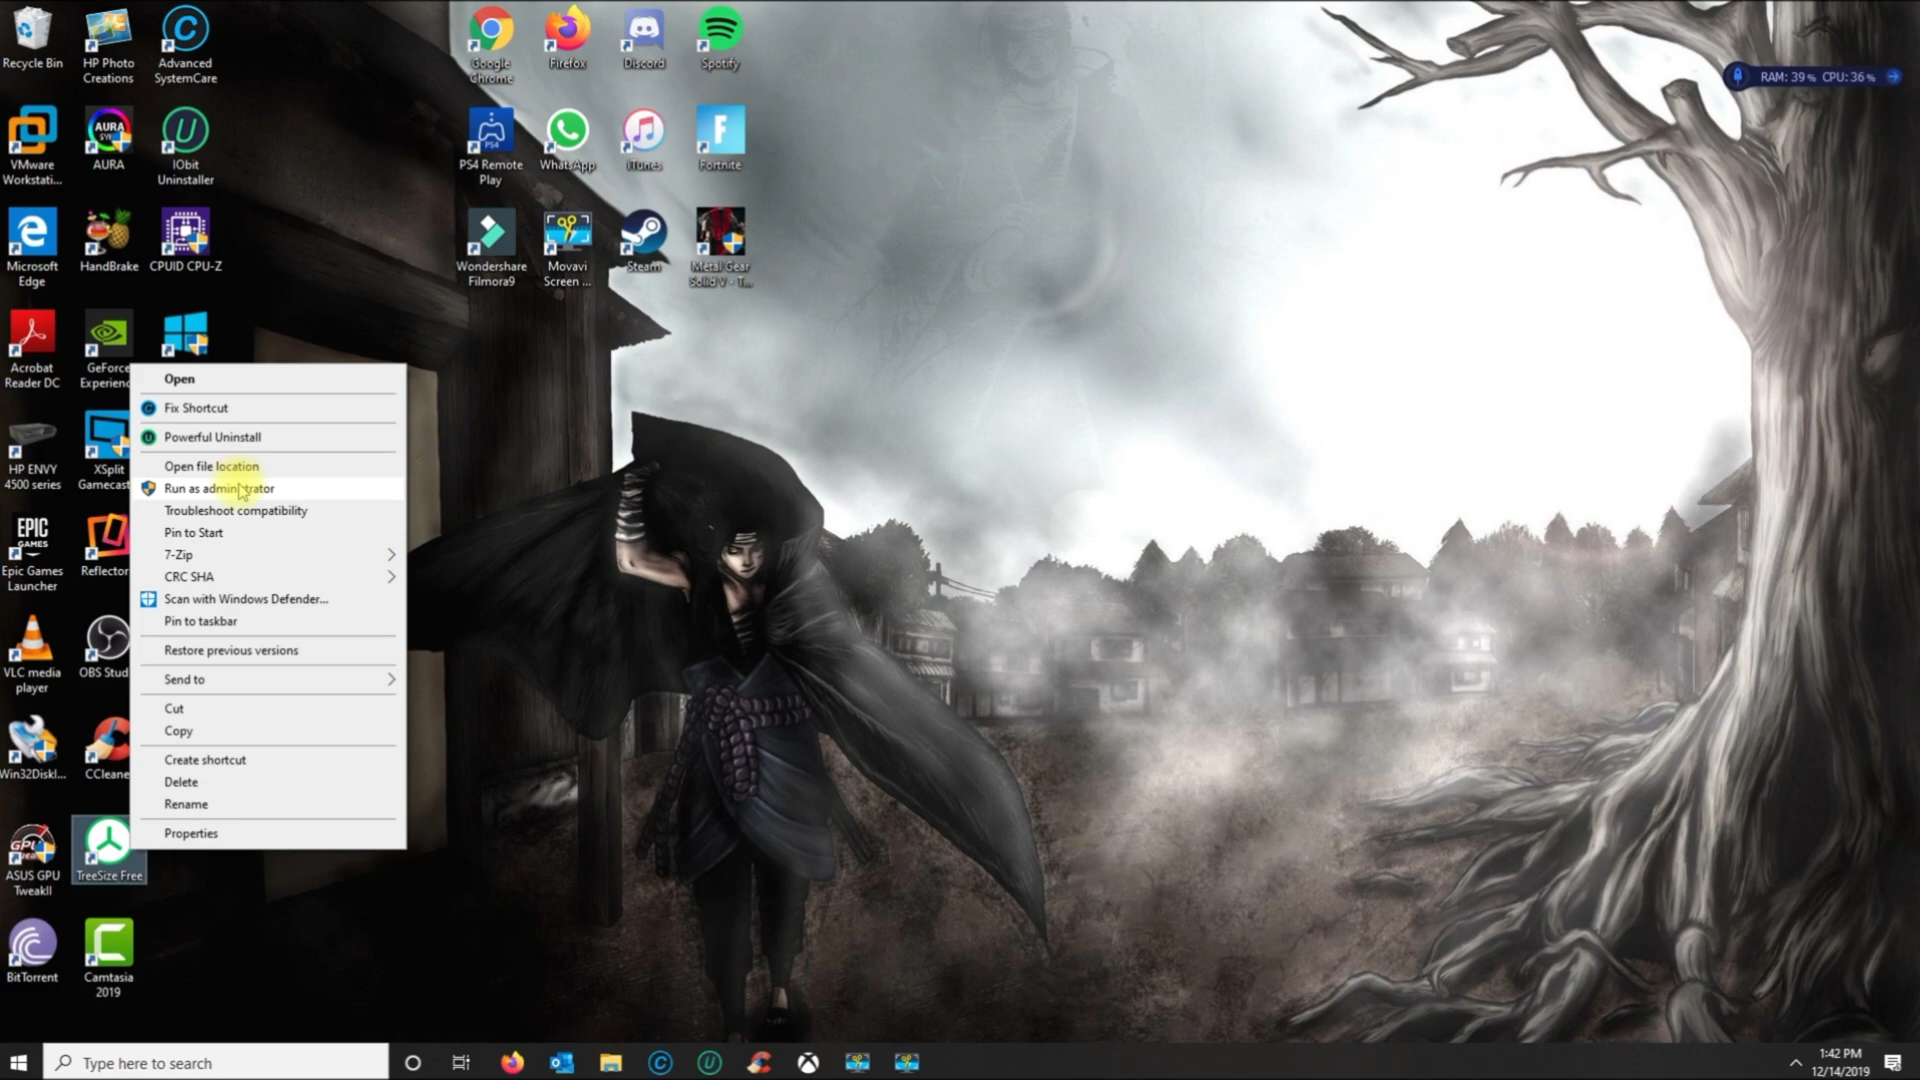 Recycle Bin
HP Photo
Creations
Advanced
SystemCare
Google
Chrome
Firefox
Discord
Spotify
RAM: 39 % CPU: 36 %
VMware
Workstati...
AURA
AURA
IObit
Uninstaller
PS4
PS4 Remote
Play
WhatsApp
iTunes
Fortnite
Microsoft
Edge
HandBrake
CPUID CPU-Z
Wondershare
Filmora9
Movavi
Screen ...
Steam
Metal Gear
Solid V - T...
Acrobat
Reader DC
GeForce
Experienc
Open
Fix Shortcut
Powerful Uninstall
Open file location
Run as administrator
Troubleshoot compatibility
Pin to Start
7-Zip
CRC SHA
Scan with Windows Defender...
Pin to taskbar
Restore previous versions
Send to
Cut
Copy
Create shortcut
Delete
Rename
Properties
HP ENVY
4500 series
XSplit
Gamecast
EPIC
GAMES
Epic Games
Launcher
Reflector
VLC media
player
OBS Stud
Win32DiskI...
CCleane
GPU
ASUS GPU
TweakII
TreeSize Free
BitTorrent
Camtasia
2019
Type here to search
1:42 PM
12/14/2019